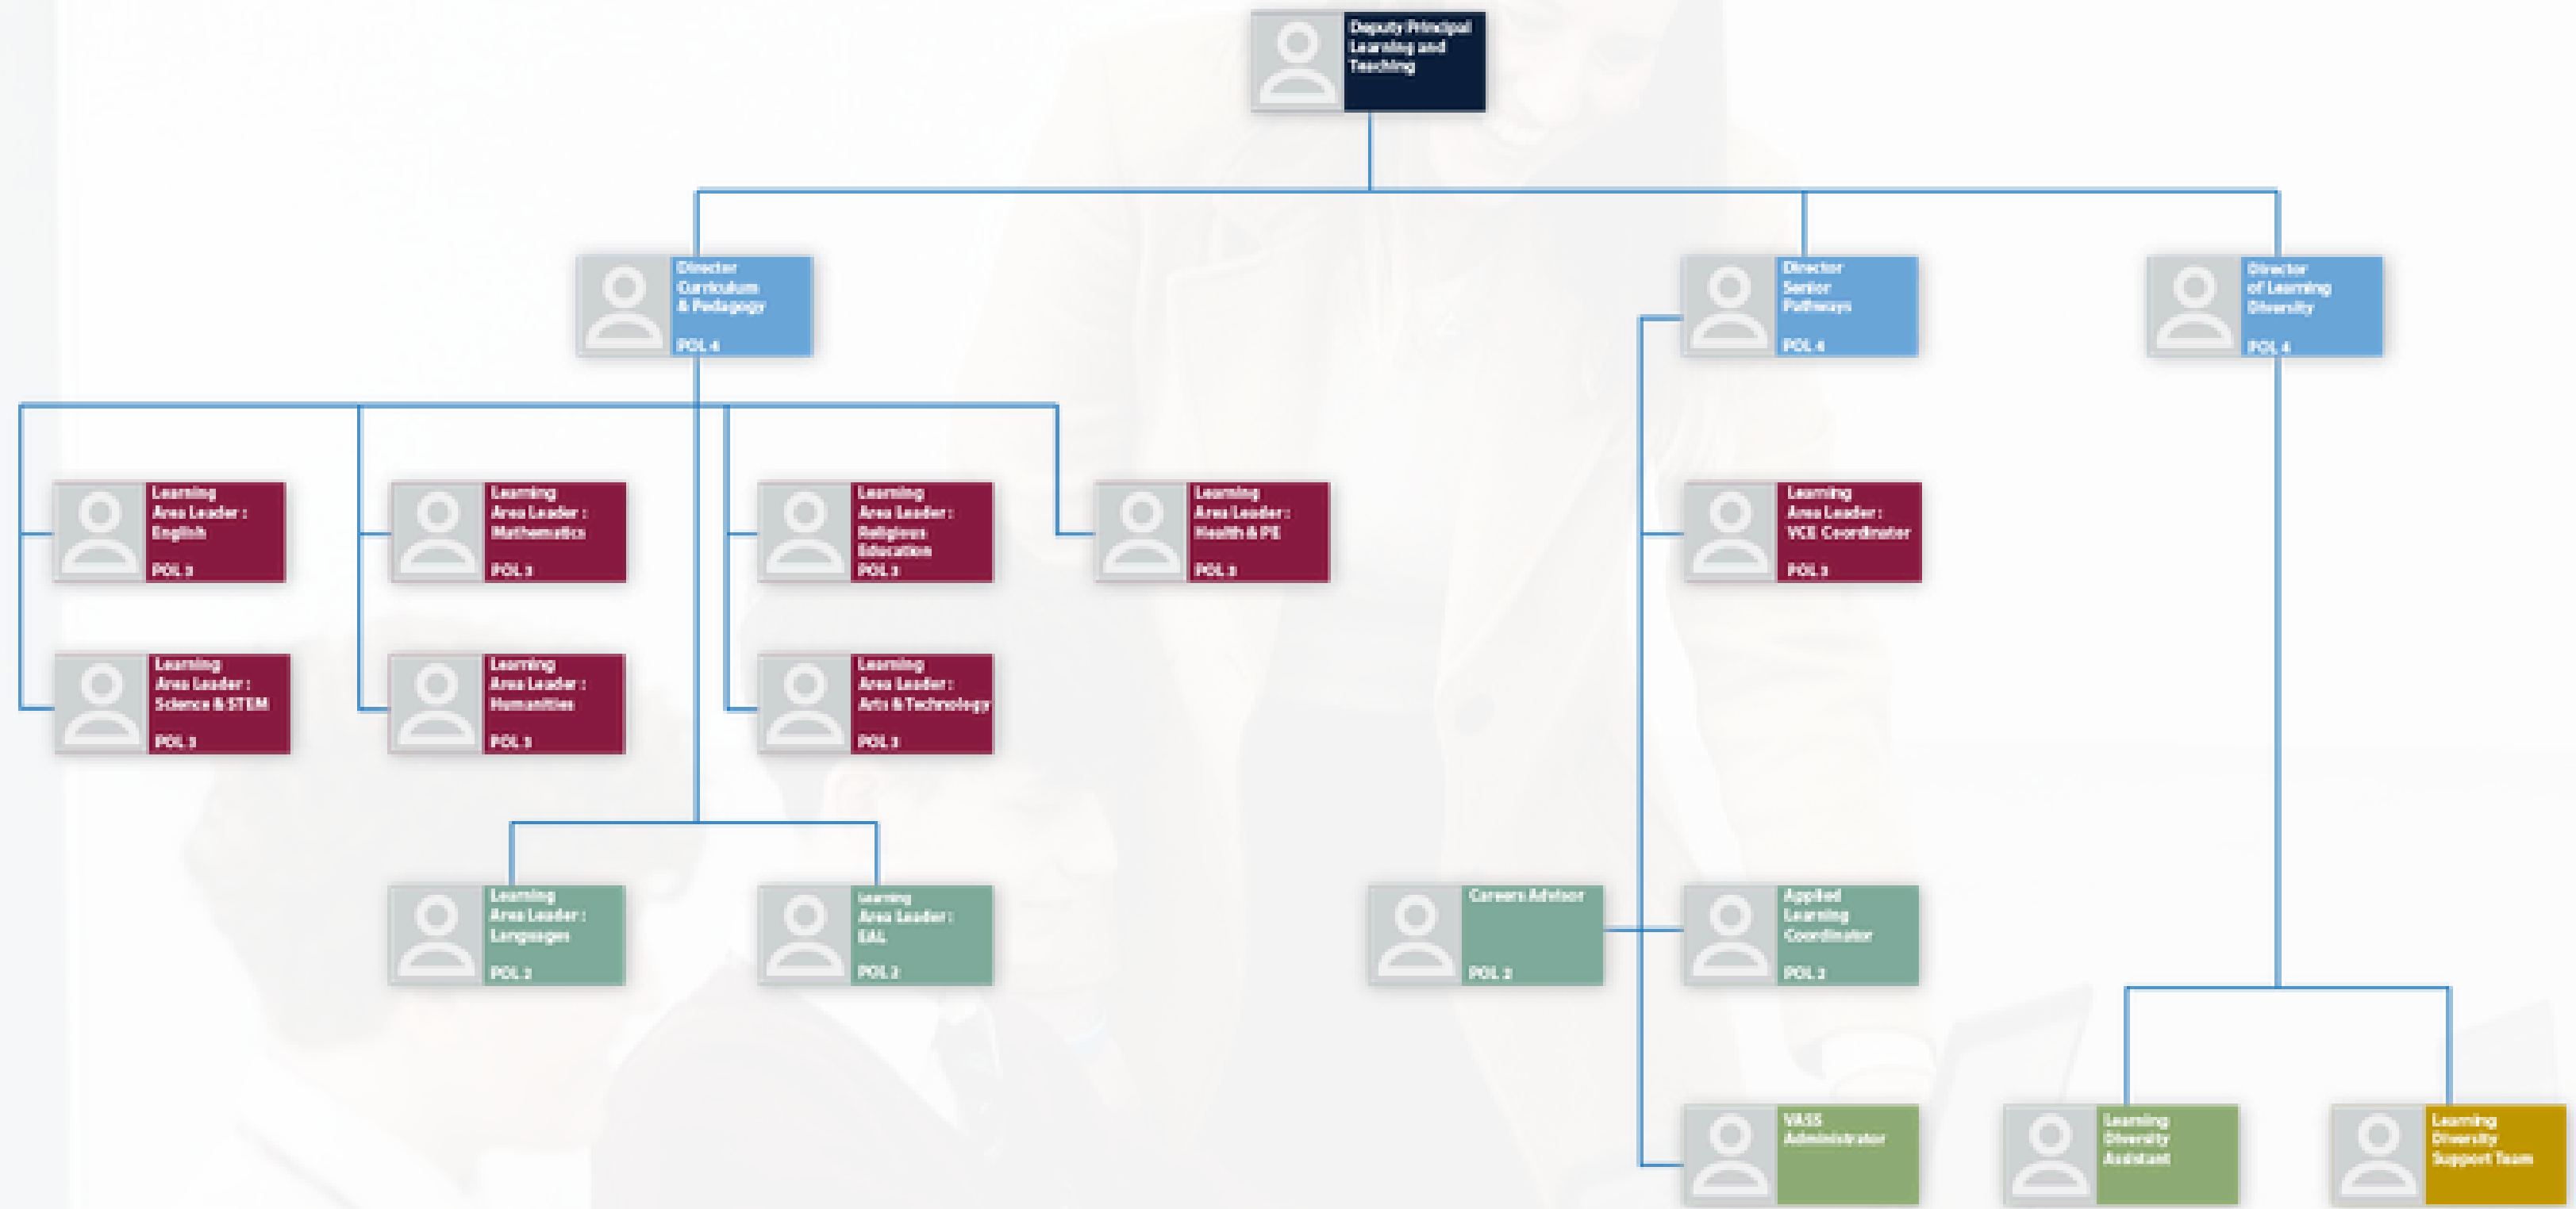 Deputy Principal
Learning and
Teaching
Director
Curriculum
& Pedagogy
POL 4
Director
Senior
Pathways
POL 4
Director
of Learning
Diversity
POL 4
Learning
Area Leader :
English
POL 3
Learning
Area Leader :
Mathematics
POL 3
Learning
Area Leader :
Religious
Education
POL 3
Learning
Area Leader :
Health & PE
POL 3
Learning
Area Leader :
VCE Coordinator
POL 3
Learning
Area Leader :
Science & STEM
POL 3
Learning
Area Leader :
Humanities
POL 3
Learning
Area Leader :
Arts & Technology
POL 3
Learning
Area Leader :
Languages
POL 2
Learning
Area Leader :
EAL
POL 2
Careers Advisor
POL 2
Applied
Learning
Coordinator
POL 2
VASS
Administrator
Learning
Diversity
Assistant
Learning
Diversity
Support Team